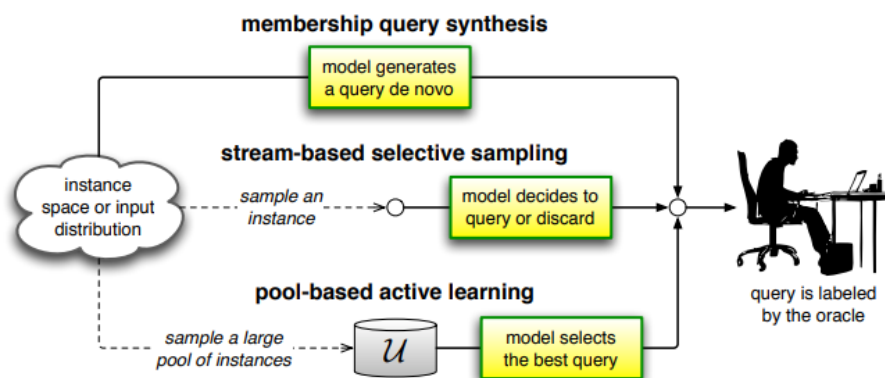 membership query synthesis
model generates
a query de novo
stream-based selective sampling
instance
space or input
distribution
sample an
instance
model decides to
query or discard
query is labeled
by the oracle
pool-based active learning
sample a large
pool of instances
U
model selects
the best query